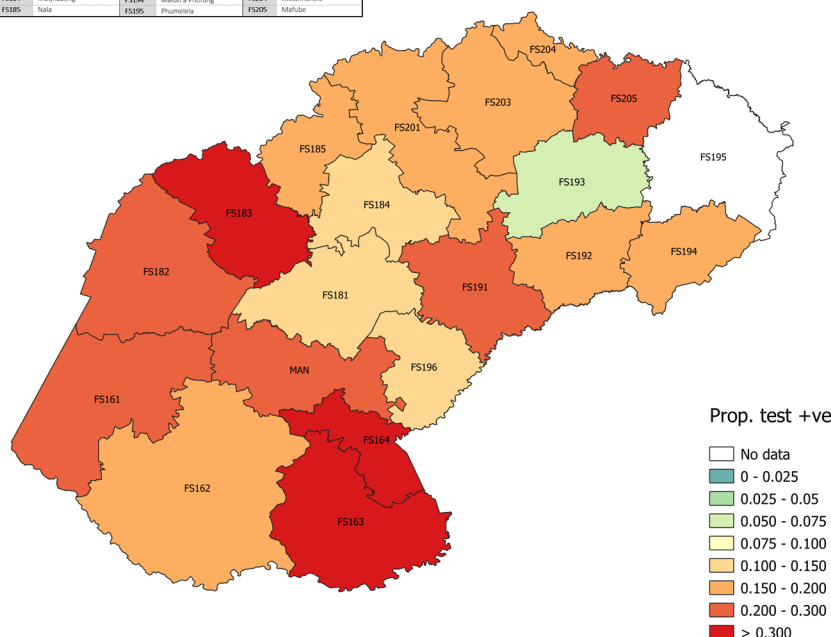 FS185 Nala FS195 Phumelela FS205 Mafube
FS204
FS205
FS203
FS201
FS185
FS195
FS193
FS184
FS183
FS194
FS192
FS182
FS191
FS181
FS196
MAN
FS161
FS164
FS162
FS163
Prop. test +ve
No data
0 - 0.025
0.025 - 0.05
0.050 - 0.075
0.075 - 0.100
0.100 - 0.150
0.150 - 0.200
0.200 - 0.300
> 0.300